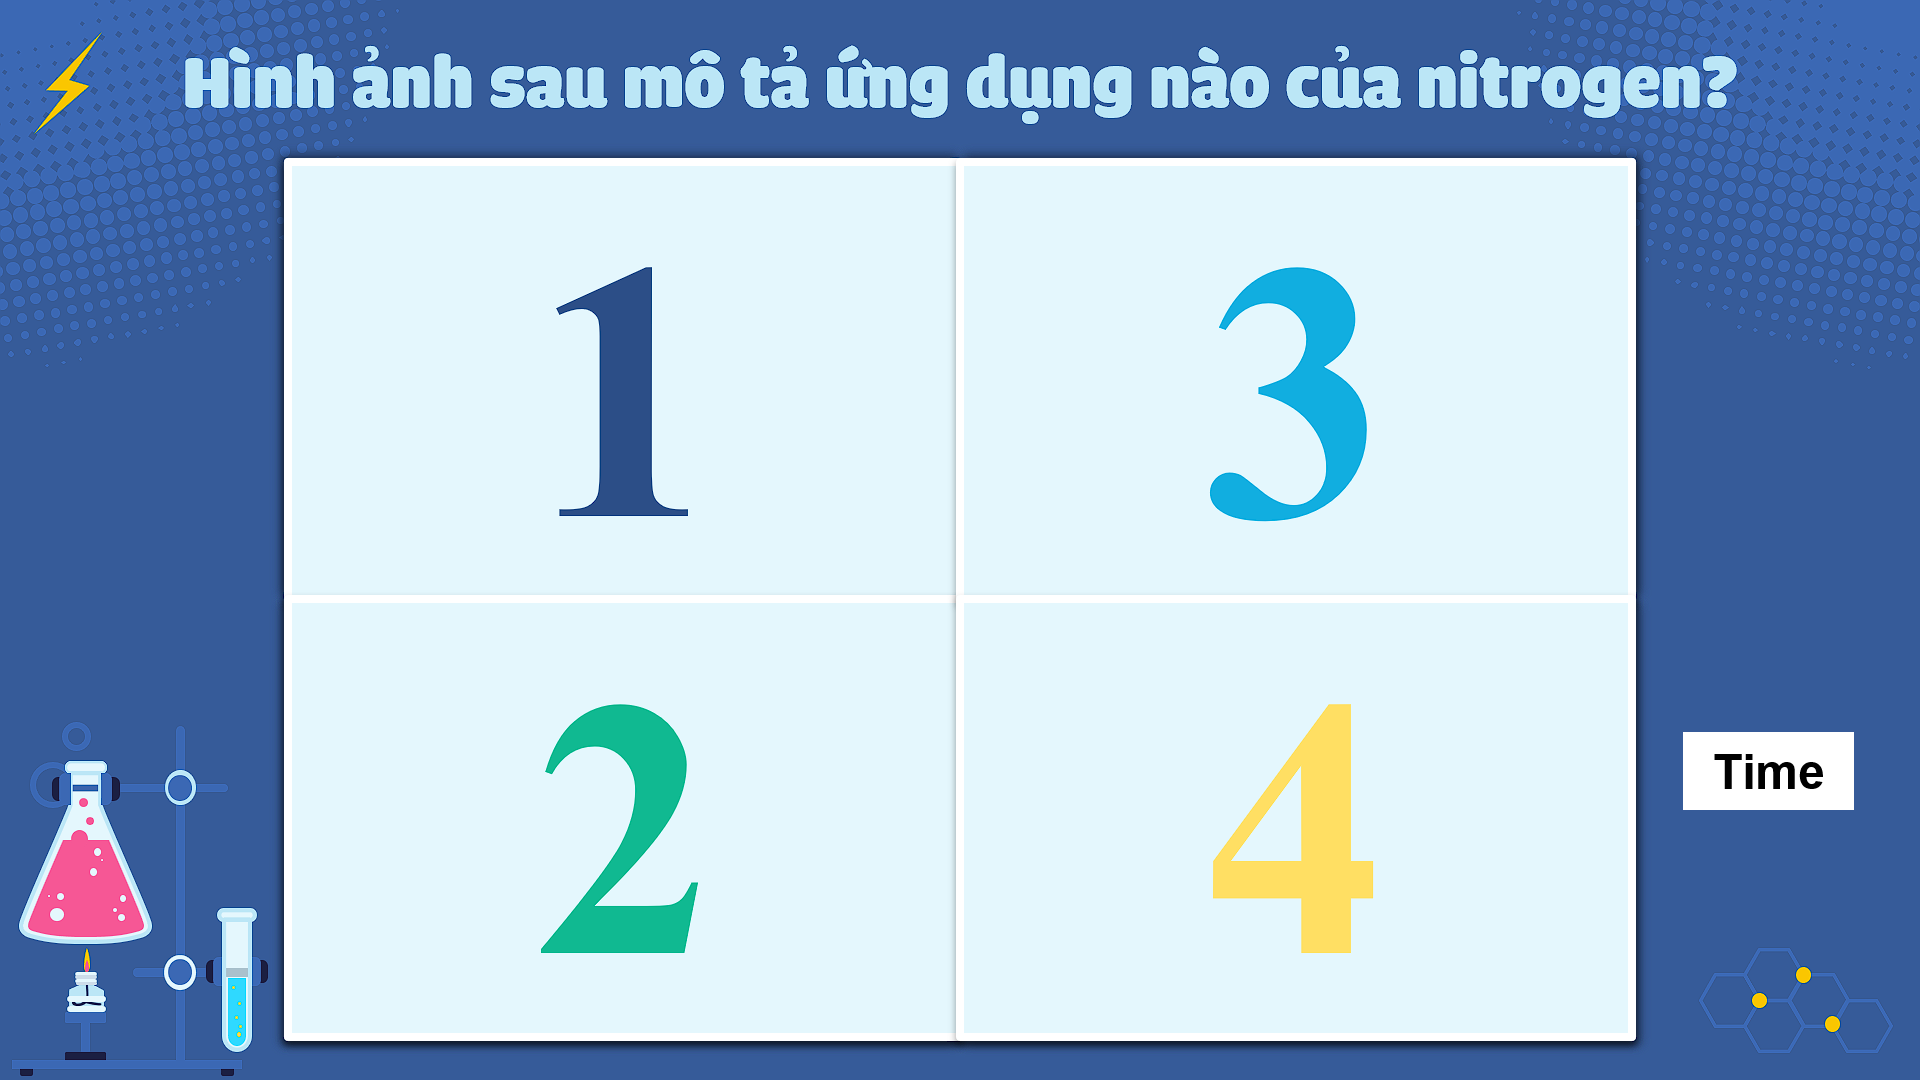 Hình ảnh sau mô tả ứng dụng nào của nitrogen?
1
3
2
4
Time